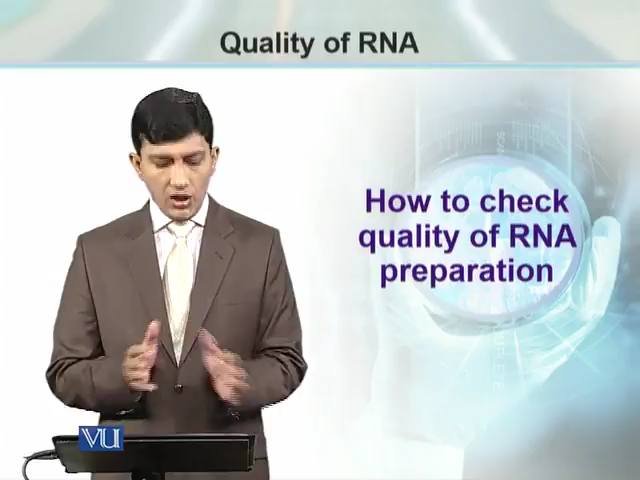 Quality of RNA
How to check
quality of RNA
preparation
VU